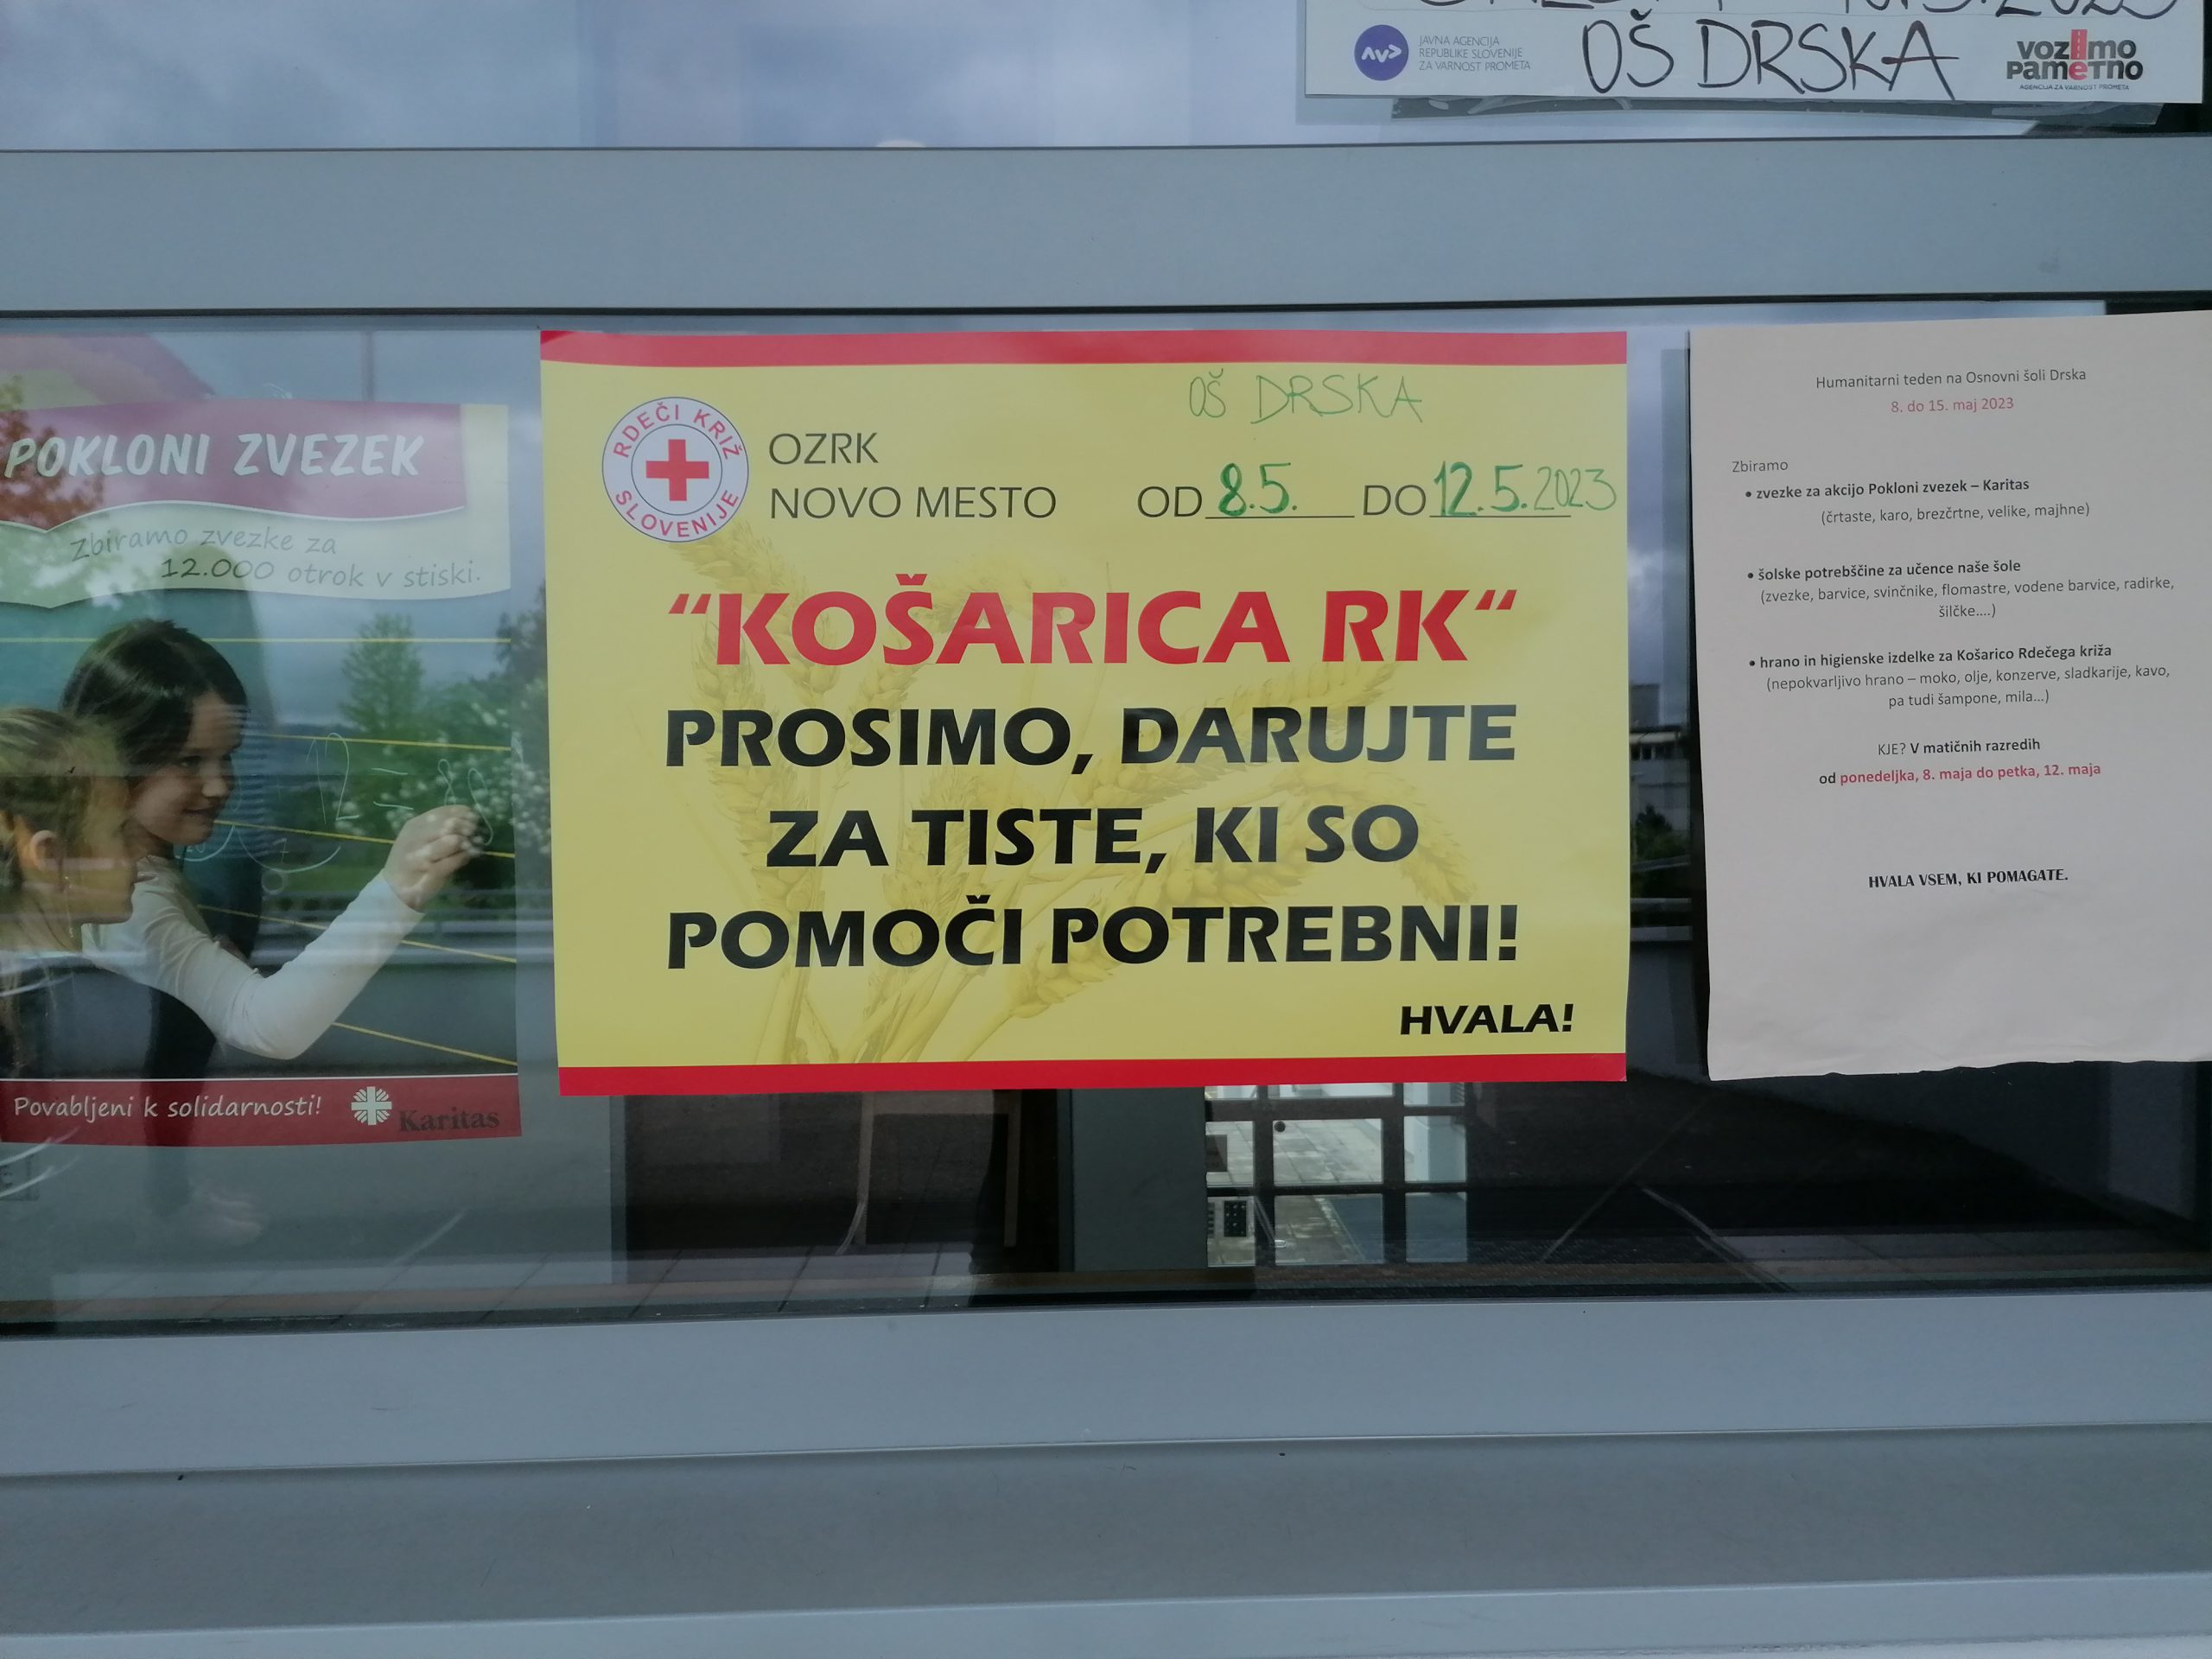 JAVNA AGENCIJA
REPUBLIKE SLOVENIJE
ZA VARNOST PROMETA
OŠ DRSKA
vozimo
pametno
AGENCIJA ZA VARNOST PROMETA
POKLONI ZVEZEK
Zbiramo zvezke za
12.000 otrok v stiski.
12 =
Povabljeni k solidarnosti!
Karitas
OŠ DRSKA
RDEČI KRIŽ
SLOVENIJE
OZRK
NOVO MESTO OD 8.5. DO 12.5.2023
“KOŠARICA RK“
PROSIMO, DARUJTE
ZA TISTE, KI SO
POMOČI POTREBNI!
HVALA!
Humanitarni teden na Osnovni šoli Drska
8. do 15. maj 2023
Zbiramo
• zvezke za akcijo Pokloni zvezek – Karitas
(črtaste, karo, brezčrtne, velike, majhne)
• šolske potrebščine za učence naše šole
(zvezke, barvice, svinčnike, flomastre, vodene barvice, radirke,
šilčke....)
• hrano in higienske izdelke za Košarico Rdečega križa
(nepokvarljivo hrano – moko, olje, konzerve, sladkarije, kavo,
pa tudi šampone, mila...)
KJE? V matičnih razredih
od ponedeljka, 8. maja do petka, 12. maja
HVALA VSEM, KI POMAGATE.